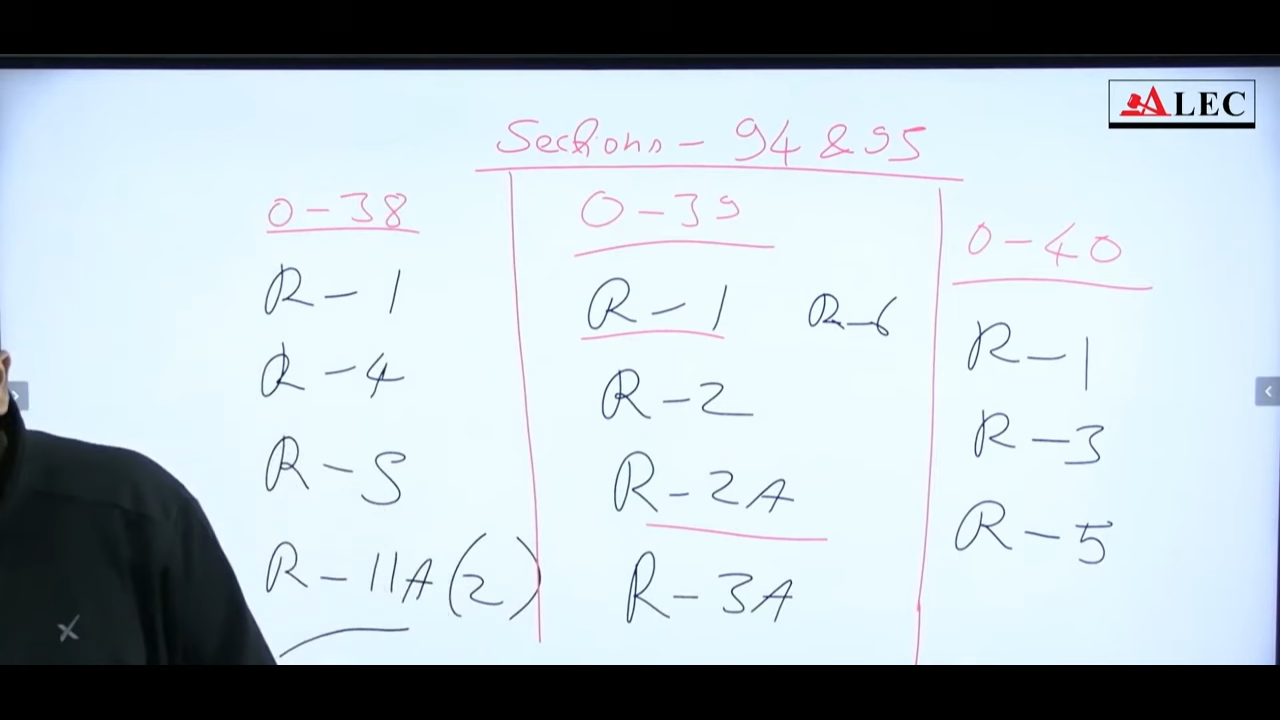 ALEC
Sections - 94 & 95
O-38
R-1
R-4
R-5
R-11A(2)
O-39
R-1 R-6
R-2
R-2A
R-3A
O-40
R-1
R-3
R-5